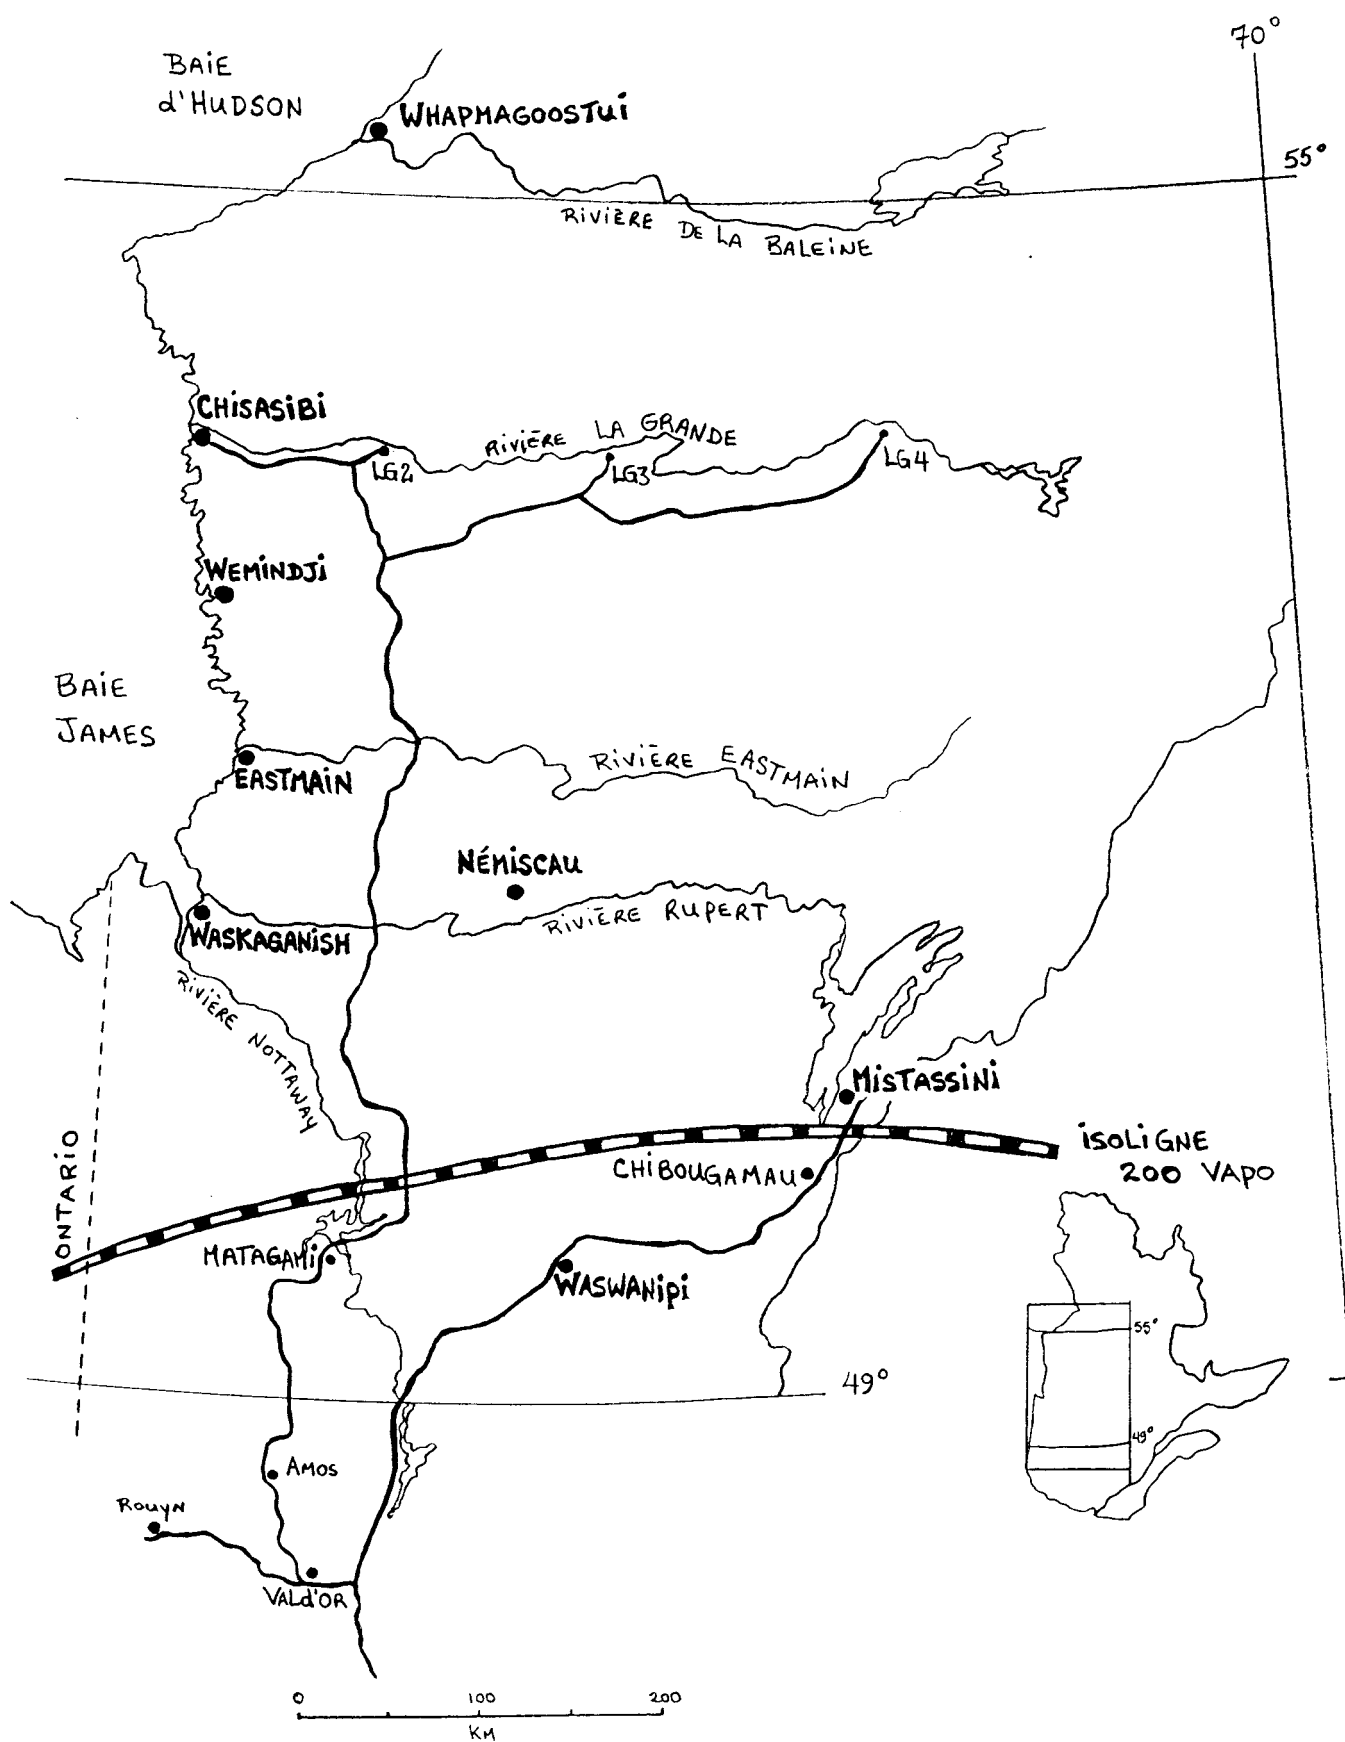 70°
BAiE
d'HUDSON
WHAPMAGOOSTUi
55°
RiViÈRE DE LA BALEiNE
CHiSASiBi
RiViÈRE LA GRANDE
LG2
LG3
LG4
WEMiNDJi
BAiE
JAMES
EASTMAiN
RiViÈRE EASTMAiN
NÉMiSCAU
RiViÈRE RUPERT
WASKAGANiSH
RiViÈRE NOTTAWAY
MiSTASSiNi
ONTARiO
iSOLiGNE
200 VAPO
CHiBOUGAMAU
MATAGAMi
WASWANiPi
55°
49°
49°
AMOS
ROUYN
VAL d'OR
0 100 200
KM